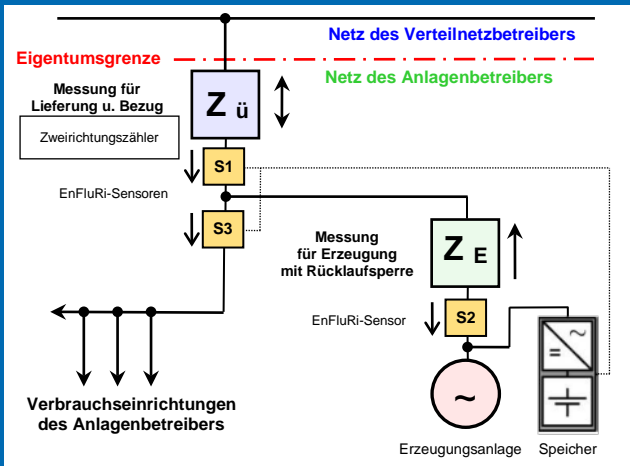 Netz des Verteilnetzbetreibers
Eigentumsgrenze
Netz des Anlagenbetreibers
Messung für
Lieferung u. Bezug
Zweirichtungszähler
Z ü
S1
EnFluRi-Sensoren
S3
Messung
für Erzeugung
mit Rücklaufsperre
Z E
EnFluRi-Sensor
S2
~
=
~
Verbrauchseinrichtungen
des Anlagenbetreibers
Erzeugungsanlage
Speicher